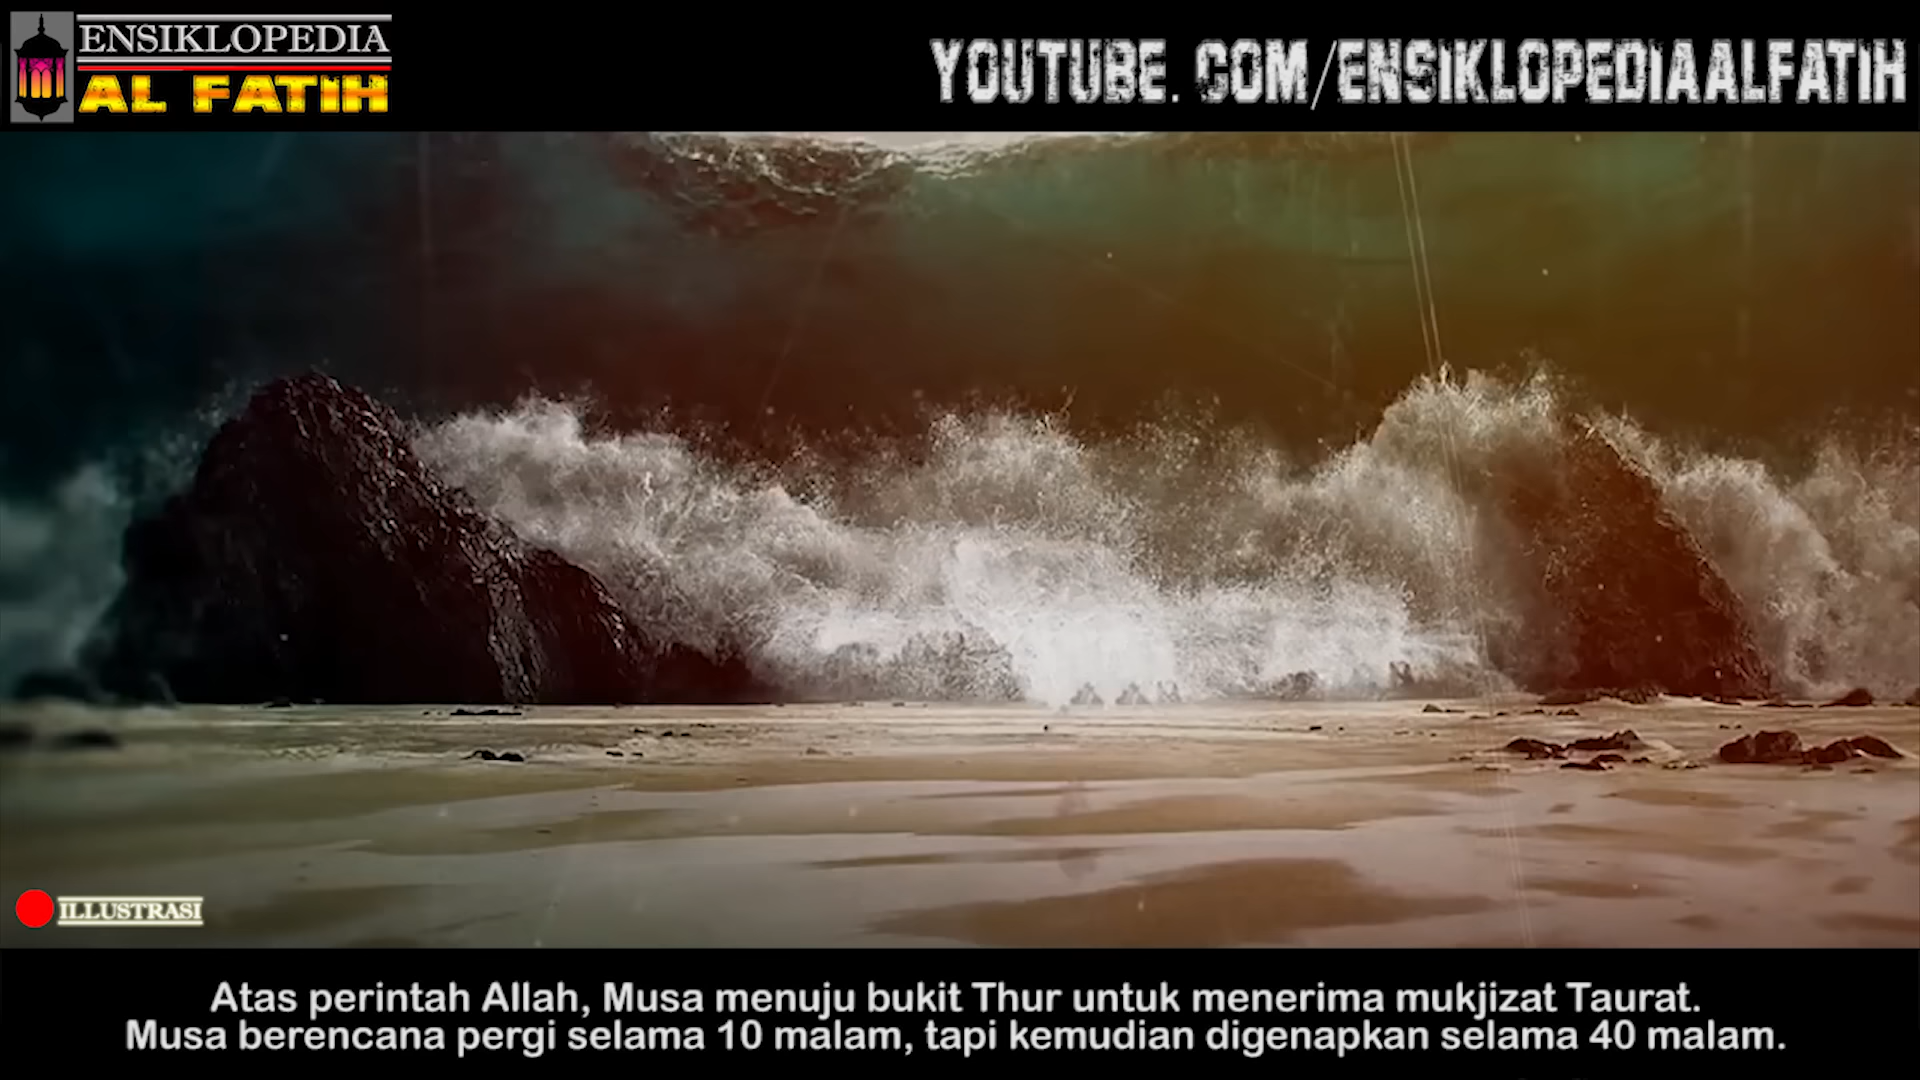 ENSIKLOPEDIA
AL FATIH
YOUTUBE. COM/ENSIKLOPEDIAALFATIH
ILLUSTRASI
Atas perintah Allah, Musa menuju bukit Thur untuk menerima mukjizat Taurat.
Musa berencana pergi selama 10 malam, tapi kemudian digenapkan selama 40 malam.